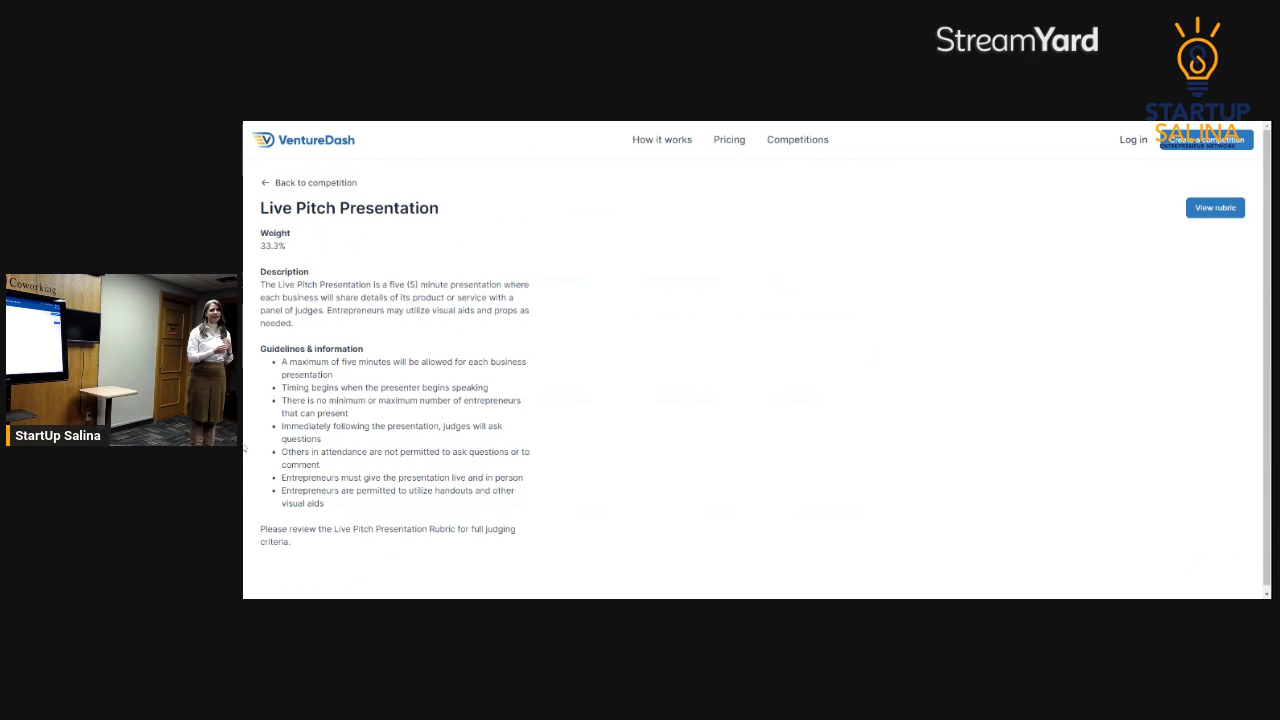 StreamYard
STARTUP
SALINA
ENTREPRENEUR NETWORK
VentureDash
How it works
Pricing
Competitions
Log in
Create a competition
← Back to competition
Live Pitch Presentation
View rubric
Weight
33.3%
Description
The Live Pitch Presentation is a five (5) minute presentation where
each business will share details of its product or service with a
panel of judges. Entrepreneurs may utilize visual aids and props as
needed.
Guidelines & information
• A maximum of five minutes will be allowed for each business
presentation
• Timing begins when the presenter begins speaking
• There is no minimum or maximum number of entrepreneurs
that can present
• Immediately following the presentation, judges will ask
questions
• Others in attendance are not permitted to ask questions or to
comment
• Entrepreneurs must give the presentation live and in person
• Entrepreneurs are permitted to utilize handouts and other
visual aids
Please review the Live Pitch Presentation Rubric for full judging
criteria.
Coworking
StartUp Salina